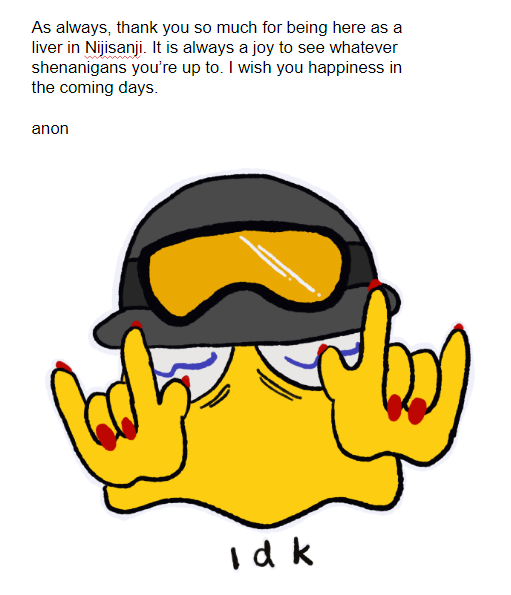 As always, thank you so much for being here as a
liver in Nijisanji. It is always a joy to see whatever
shenanigans you’re up to. I wish you happiness in
the coming days.
anon
Idk